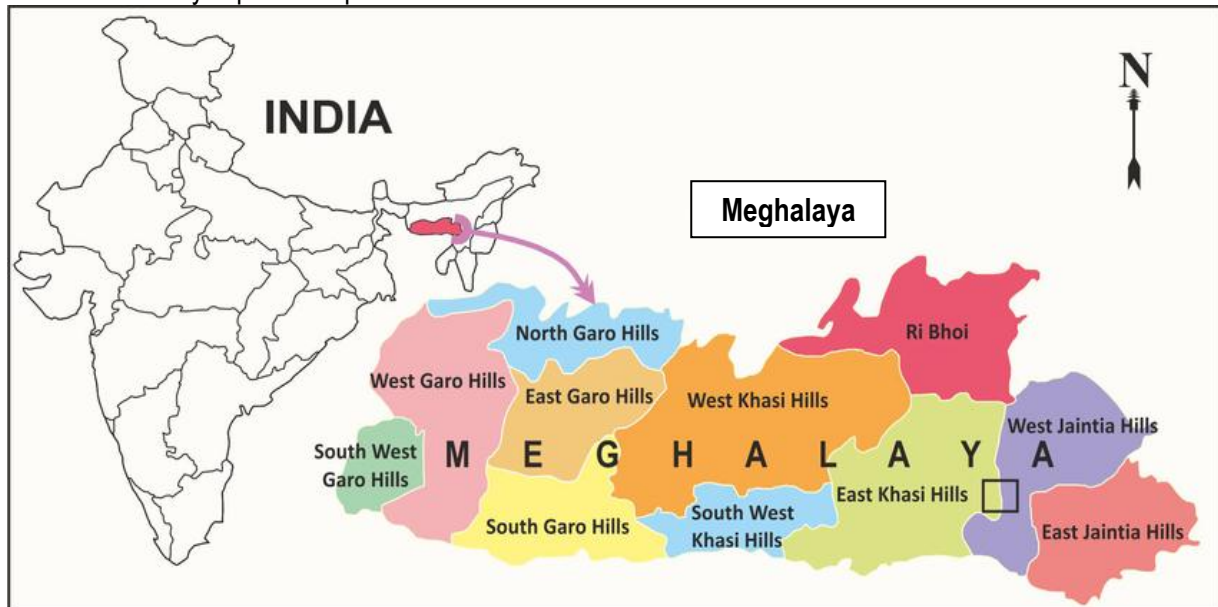 INDIA
N
Meghalaya
North Garo Hills
Ri Bhoi
West Garo Hills
East Garo Hills
West Khasi Hills
West Jaintia Hills
South West
Garo Hills
M E G H A L A Y A
East Khasi Hills
South Garo Hills
South West
Khasi Hills
East Jaintia Hills